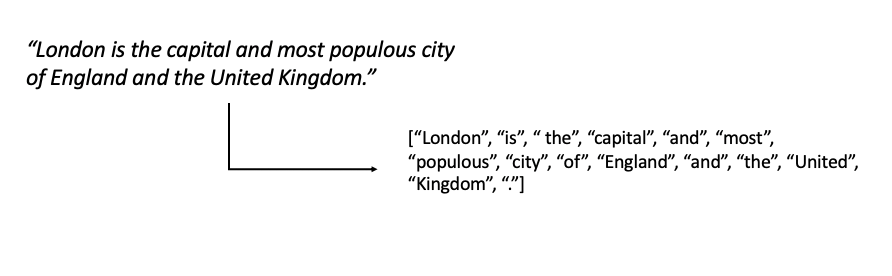 “London is the capital and most populous city
of England and the United Kingdom.”
[“London”, “is”, “ the”, “capital”, “and”, “most”,
“populous”, “city”, “of”, “England”, “and”, “the”, “United”,
“Kingdom”, “.”]